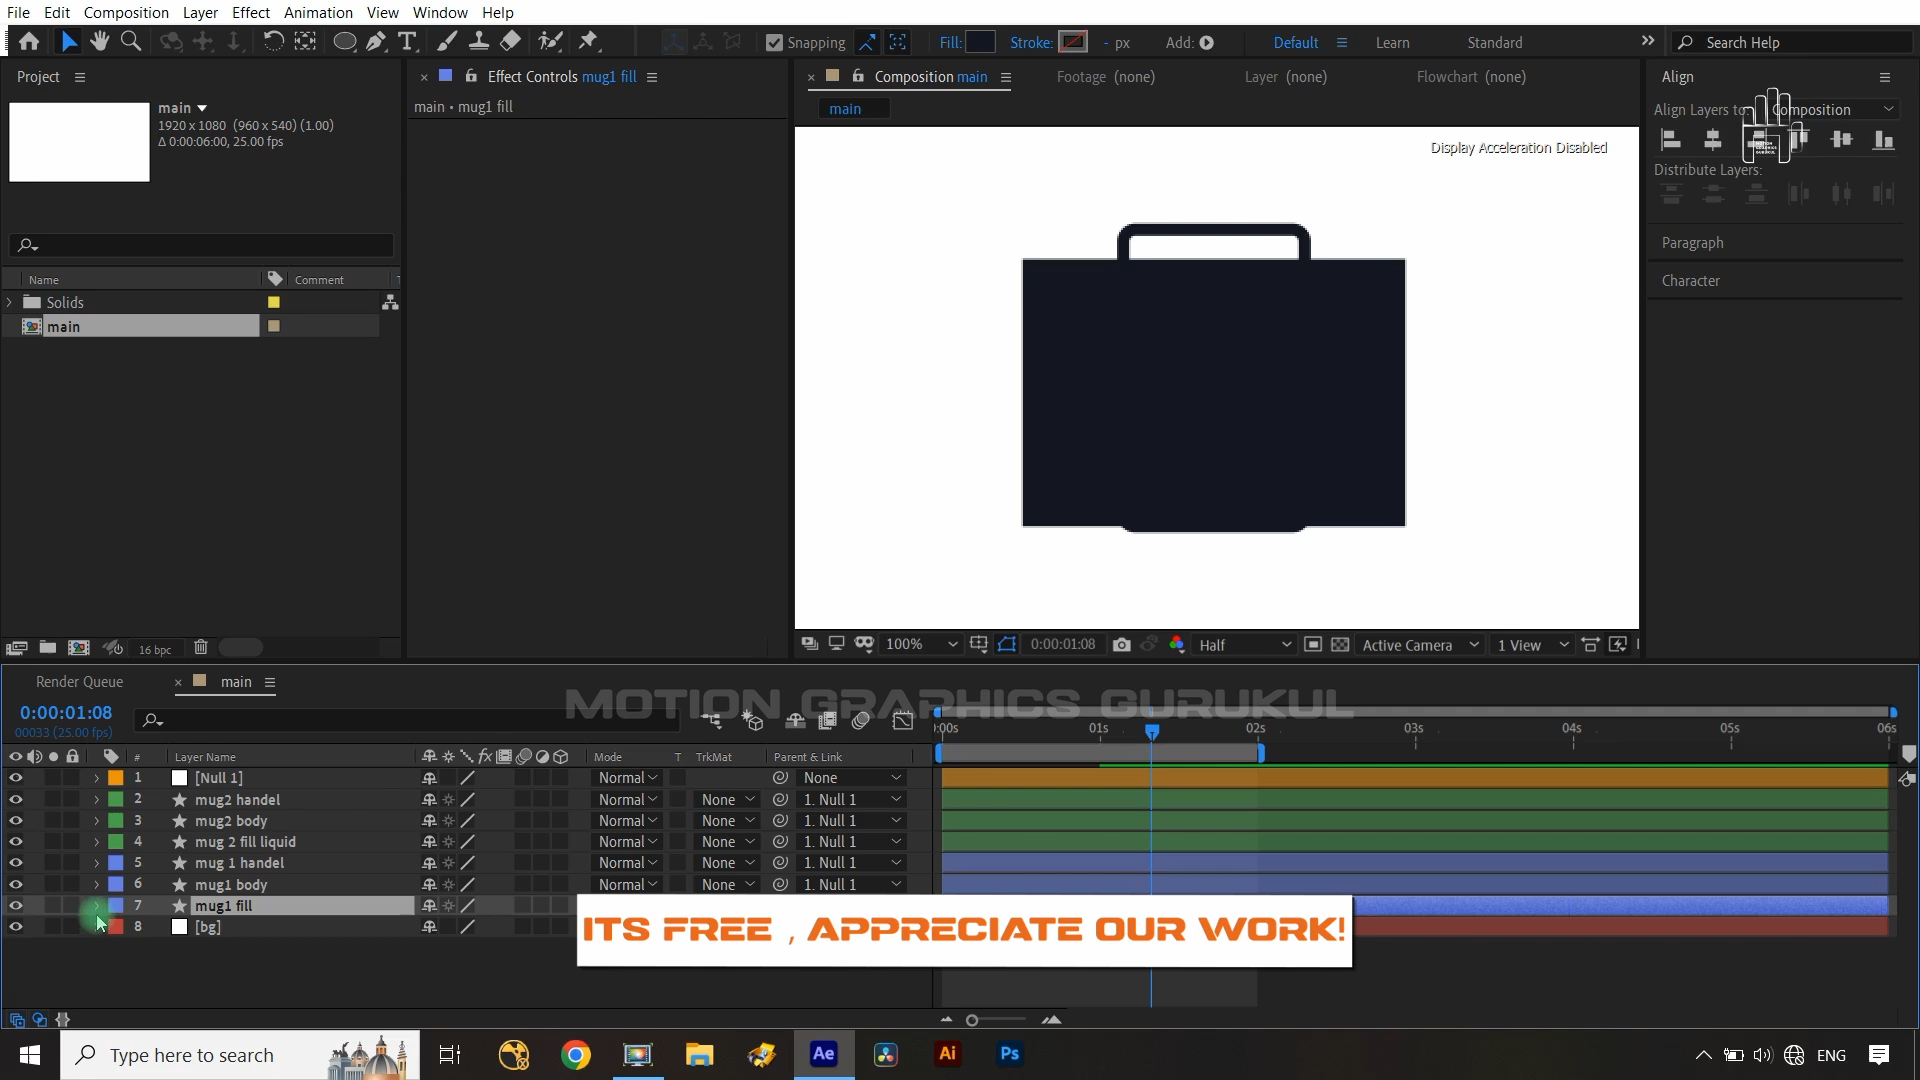 File Edit Composition Layer Effect Animation View Window Help
Snapping Fill: Stroke: - px Add: Default Learn Standard Search Help
Project
main
1920 x 1080 (960 x 540) (1.00)
Δ 0:00:06:00, 25.00 fps
Name Comment
Solids
main
16 bpc
Effect Controls mug1 fill
main • mug1 fill
Composition main Footage (none) Layer (none) Flowchart (none)
main
Display Acceleration Disabled
100% 0:00:01:08 Half Active Camera 1 View
Align
Align Layers to: Composition
Distribute Layers:
Paragraph
Character
Render Queue main
MOTION GRAPHICS GURUKUL
0:00:01:08
00033 (25.00 fps)
:00s 01s 02s 03s 04s 05s 06s
# Layer Name Mode T TrkMat Parent & Link
1 [Null 1] Normal None
2 mug2 handel Normal None 1. Null 1
3 mug2 body Normal None 1. Null 1
4 mug 2 fill liquid Normal None 1. Null 1
5 mug 1 handel Normal None 1. Null 1
6 mug1 body Normal None 1. Null 1
7 mug1 fill
8 [bg]
ITS FREE , APPRECIATE OUR WORK!
Type here to search
Ae Ai Ps
ENG